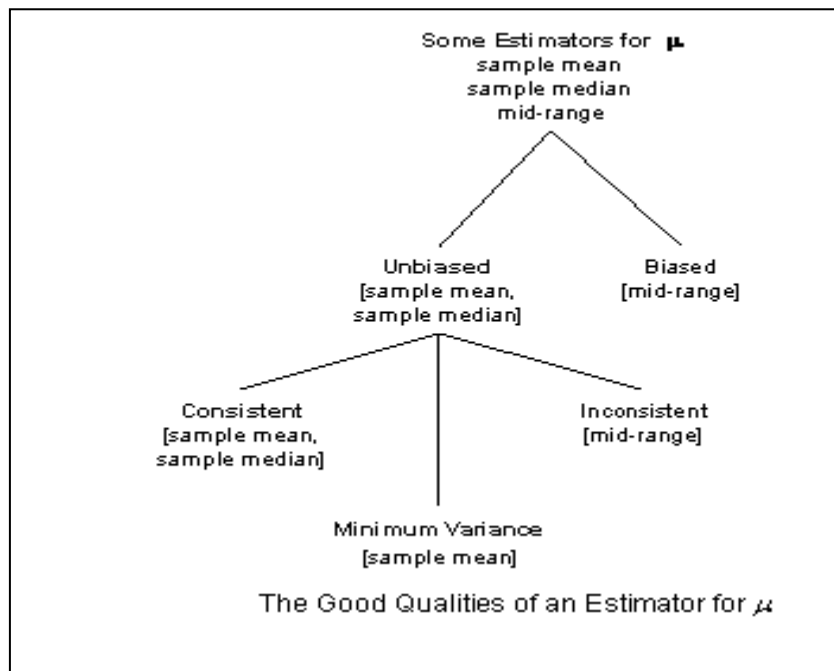 Some Estimators for μ
sample mean
sample median
mid-range
Unbiased
[sample mean,
sample median]
Biased
[mid-range]
Consistent
[sample mean,
sample median]
Inconsistent
[mid-range]
Minimum Variance
[sample mean]
The Good Qualities of an Estimator for μ